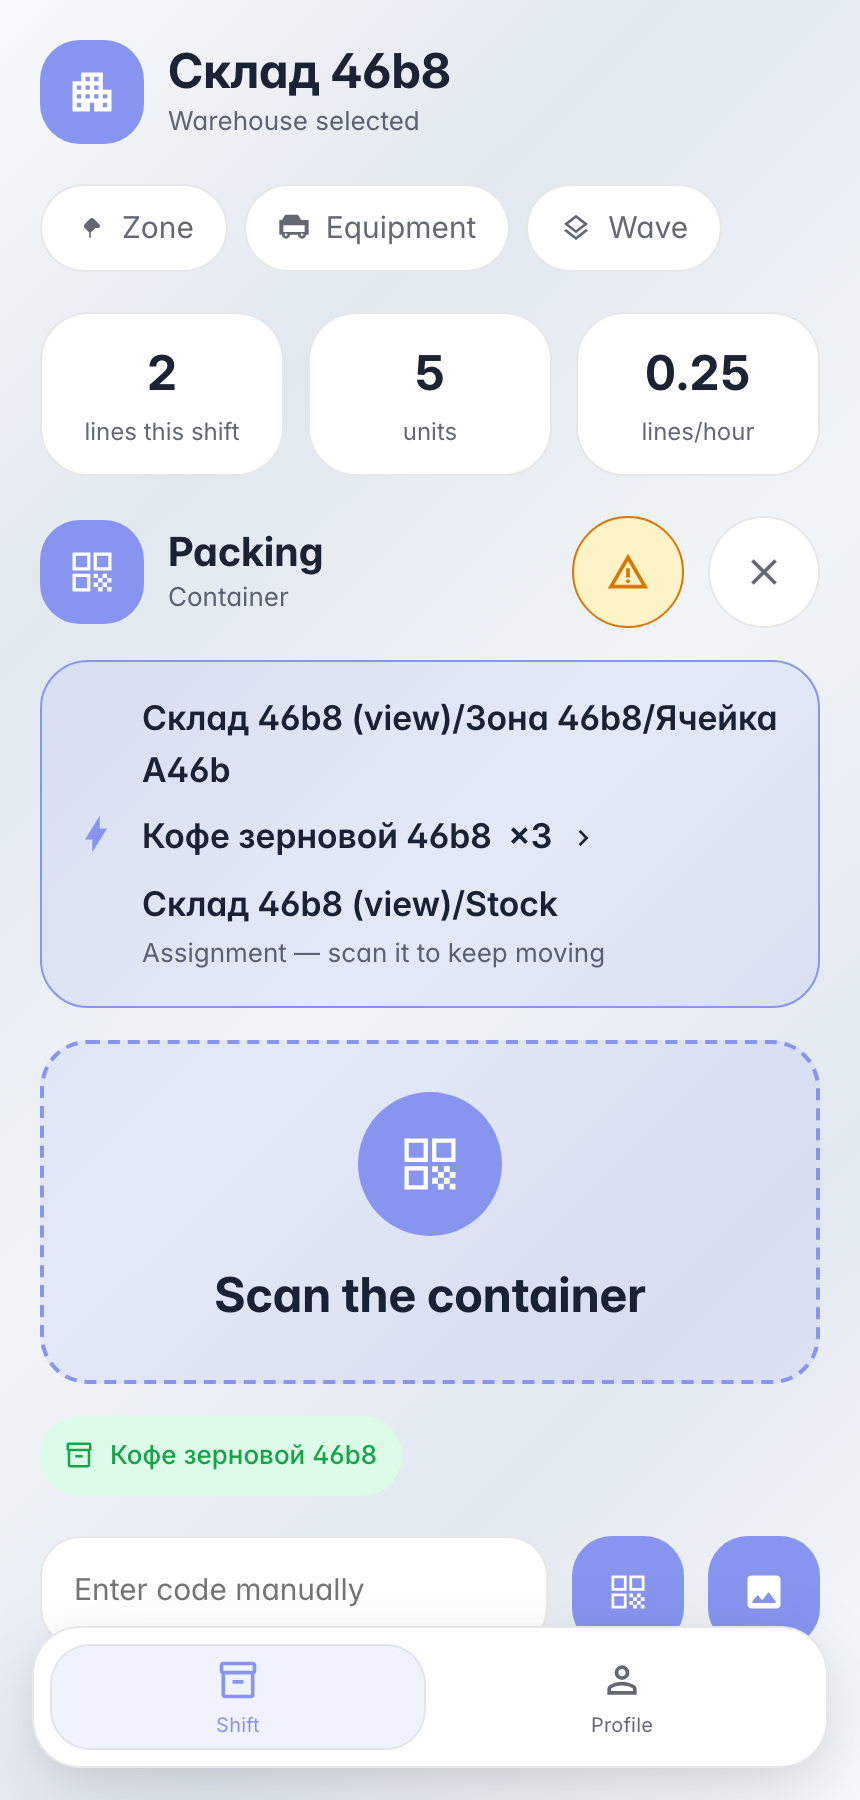 Склад 46b8
Warehouse selected
Zone
Equipment
Wave
2
lines this shift
5
units
0.25
lines/hour
Packing
Container
Склад 46b8 (view)/Зона 46b8/Ячейка
A46b
Кофе зерновой 46b8 ×3 ›
Склад 46b8 (view)/Stock
Assignment — scan it to keep moving
Scan the container
Кофе зерновой 46b8
Enter code manually
Shift
Profile